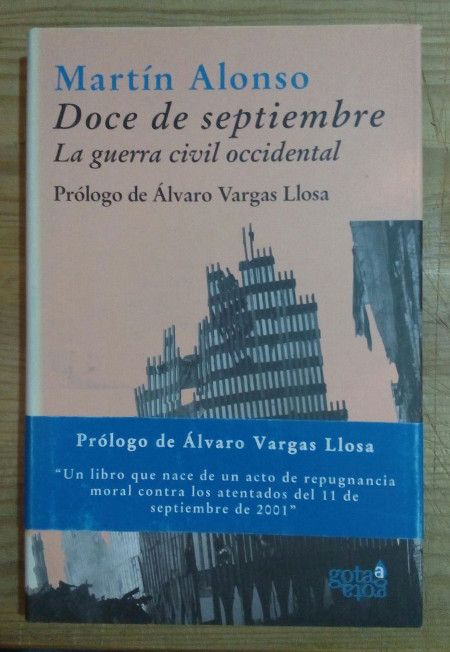 Martín Alonso
Doce de septiembre
La guerra civil occidental
Prólogo de Álvaro Vargas Llosa
Prólogo de Álvaro Vargas Llosa
“Un libro que nace de un acto de repugnancia
moral contra los atentados del 11 de
septiembre de 2001”
gota a
gota